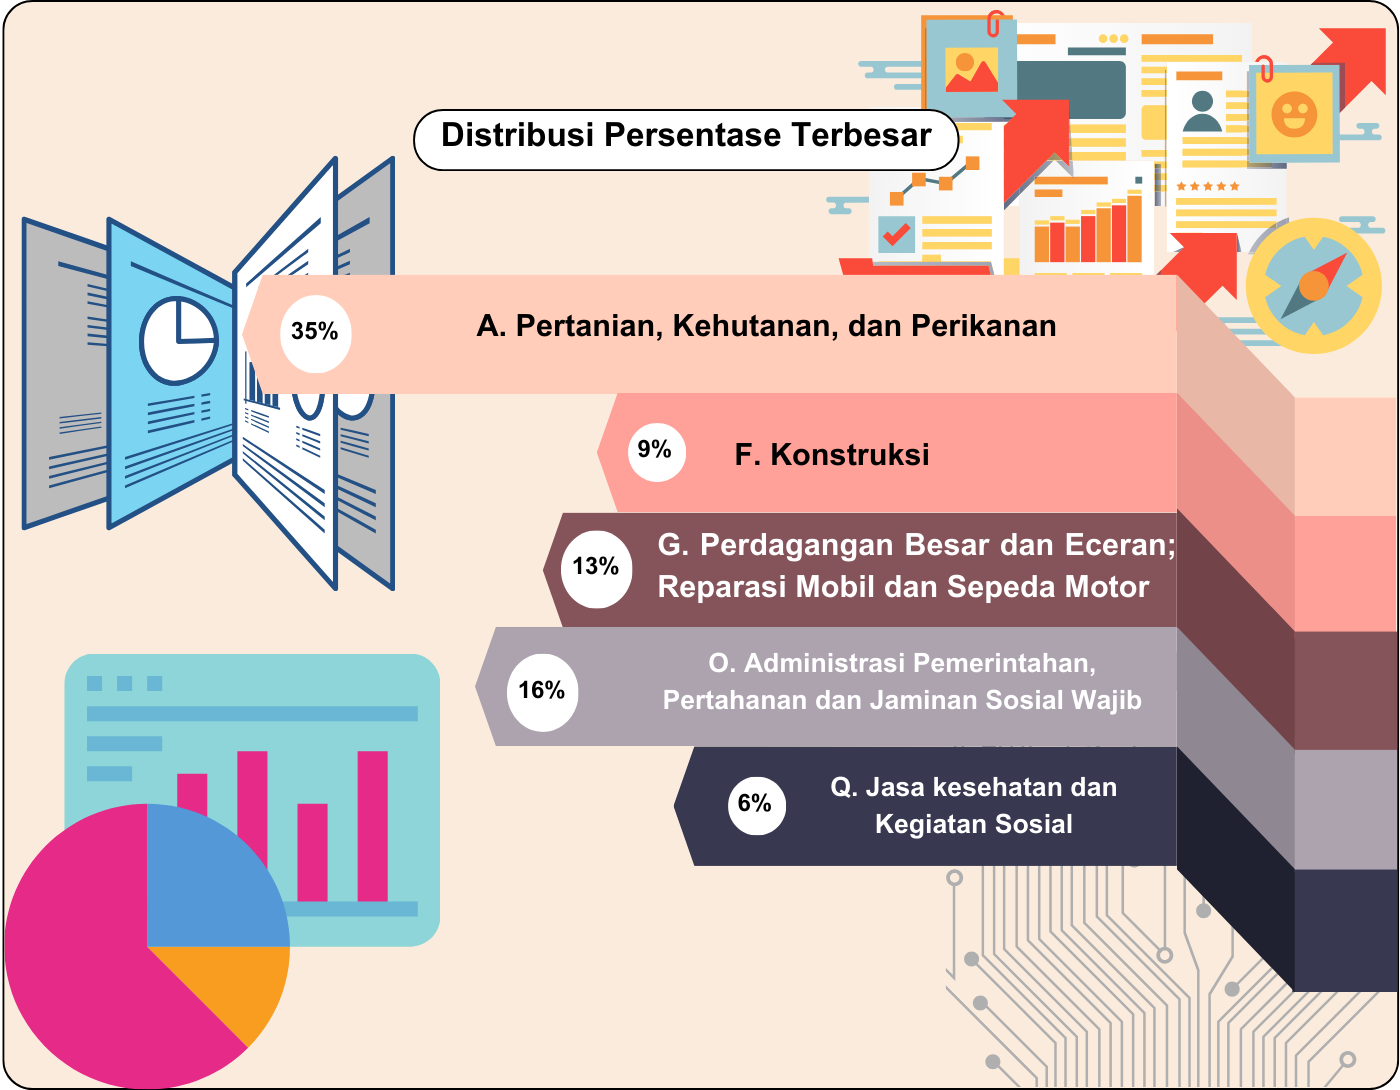 Distribusi Persentase Terbesar
35%
A. Pertanian, Kehutanan, dan Perikanan
9%
F. Konstruksi
13%
G. Perdagangan Besar dan Eceran;
Reparasi Mobil dan Sepeda Motor
16%
O. Administrasi Pemerintahan,
Pertahanan dan Jaminan Sosial Wajib
6%
Q. Jasa kesehatan dan
Kegiatan Sosial